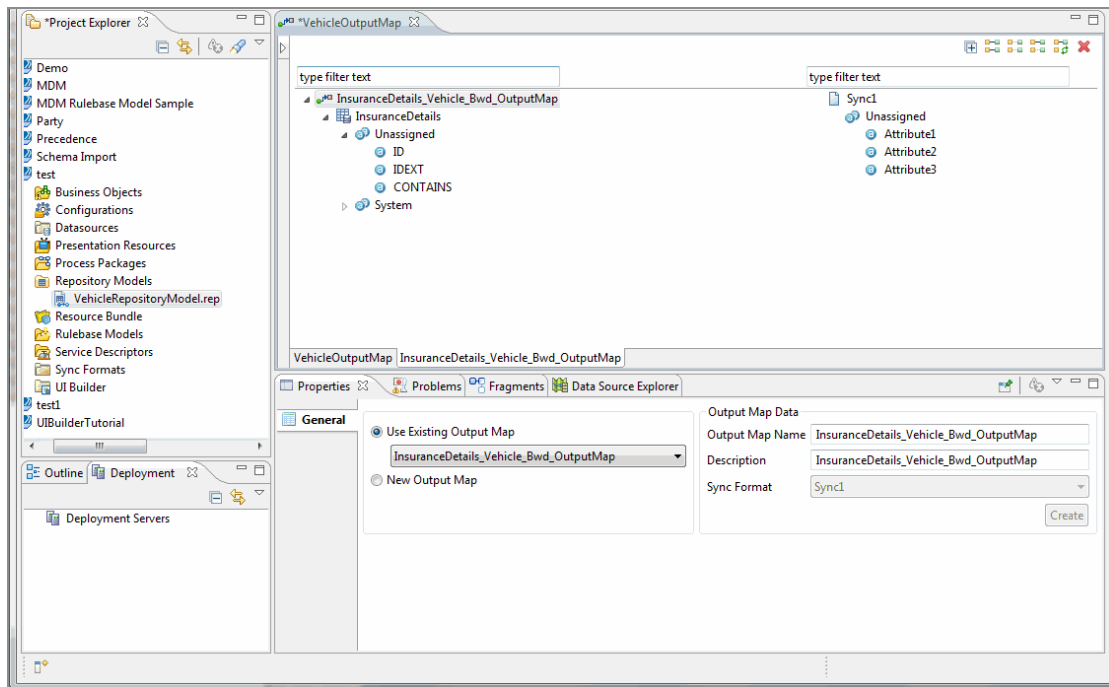 *Project Explorer
Demo
MDM
MDM Rulebase Model Sample
Party
Precedence
Schema Import
test
Business Objects
Configurations
Datasources
Presentation Resources
Process Packages
Repository Models
VehicleRepositoryModel.rep
Resource Bundle
Rulebase Models
Service Descriptors
Sync Formats
UI Builder
test1
UIBuilderTutorial
Outline Deployment
Deployment Servers
*VehicleOutputMap
type filter text
type filter text
InsuranceDetails_Vehicle_Bwd_OutputMap
InsuranceDetails
Unassigned
ID
IDEXT
CONTAINS
System
Sync1
Unassigned
Attribute1
Attribute2
Attribute3
VehicleOutputMap InsuranceDetails_Vehicle_Bwd_OutputMap
Properties Problems Fragments Data Source Explorer
General
Use Existing Output Map
InsuranceDetails_Vehicle_Bwd_OutputMap
New Output Map
Output Map Data
Output Map Name InsuranceDetails_Vehicle_Bwd_OutputMap
Description InsuranceDetails_Vehicle_Bwd_OutputMap
Sync Format Sync1
Create